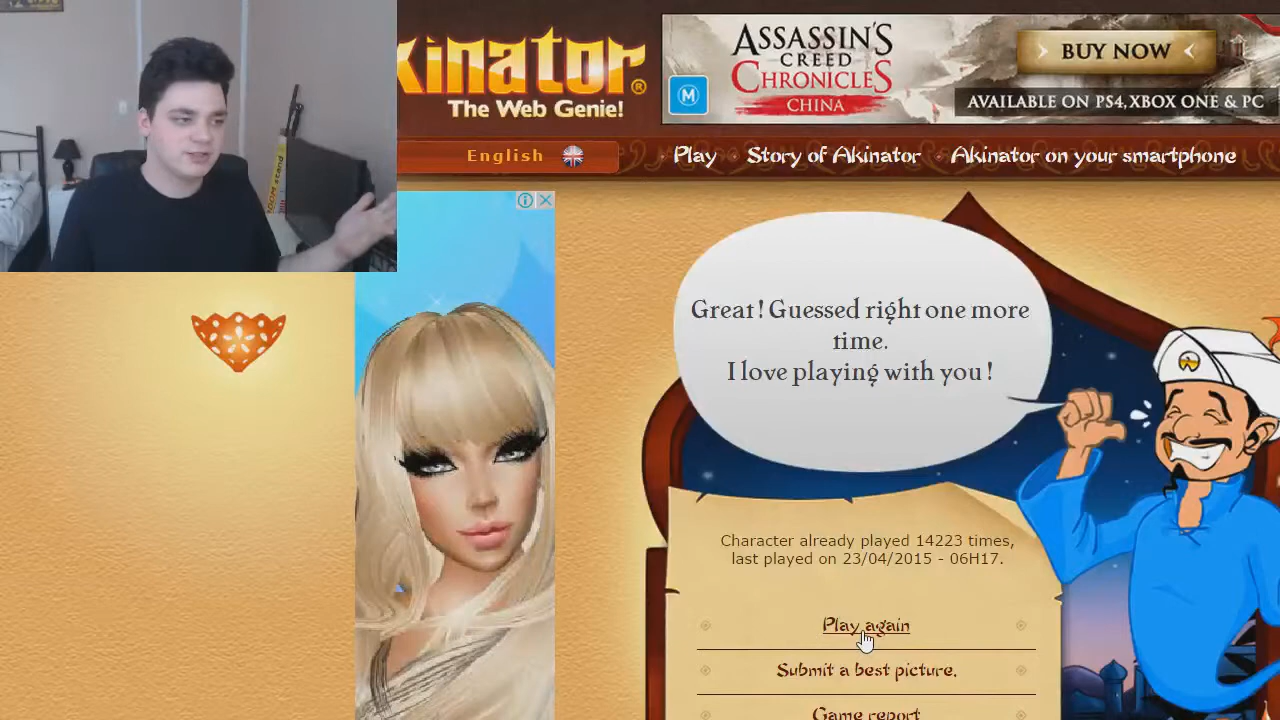 kinator®
The Web Genie!
ASSASSIN'S
CREED
CHRONICLES
CHINA
M
BUY NOW
AVAILABLE ON PS4, XBOX ONE & PC
English
Play
Story of Akinator
Akinator on your smartphone
Great! Guessed right one more
time.
I love playing with you!
Character already played 14223 times,
last played on 23/04/2015 - 06H17.
Play again
Submit a best picture.
Game report